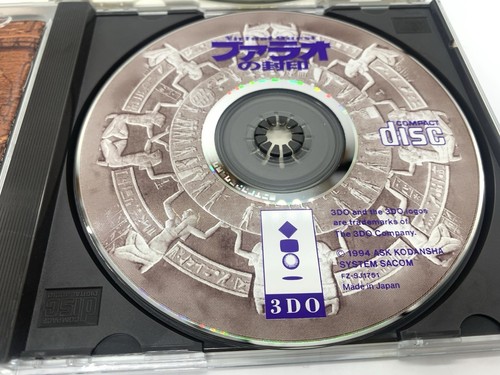 ファラオ
の封印
COMPACT
disc
3DO and the 3DO logos
are trademarks of
The 3DO Company.
© 1994 ASK KODANSHA
SYSTEM SACOM
FZ-SJ1751
Made in Japan
3DO